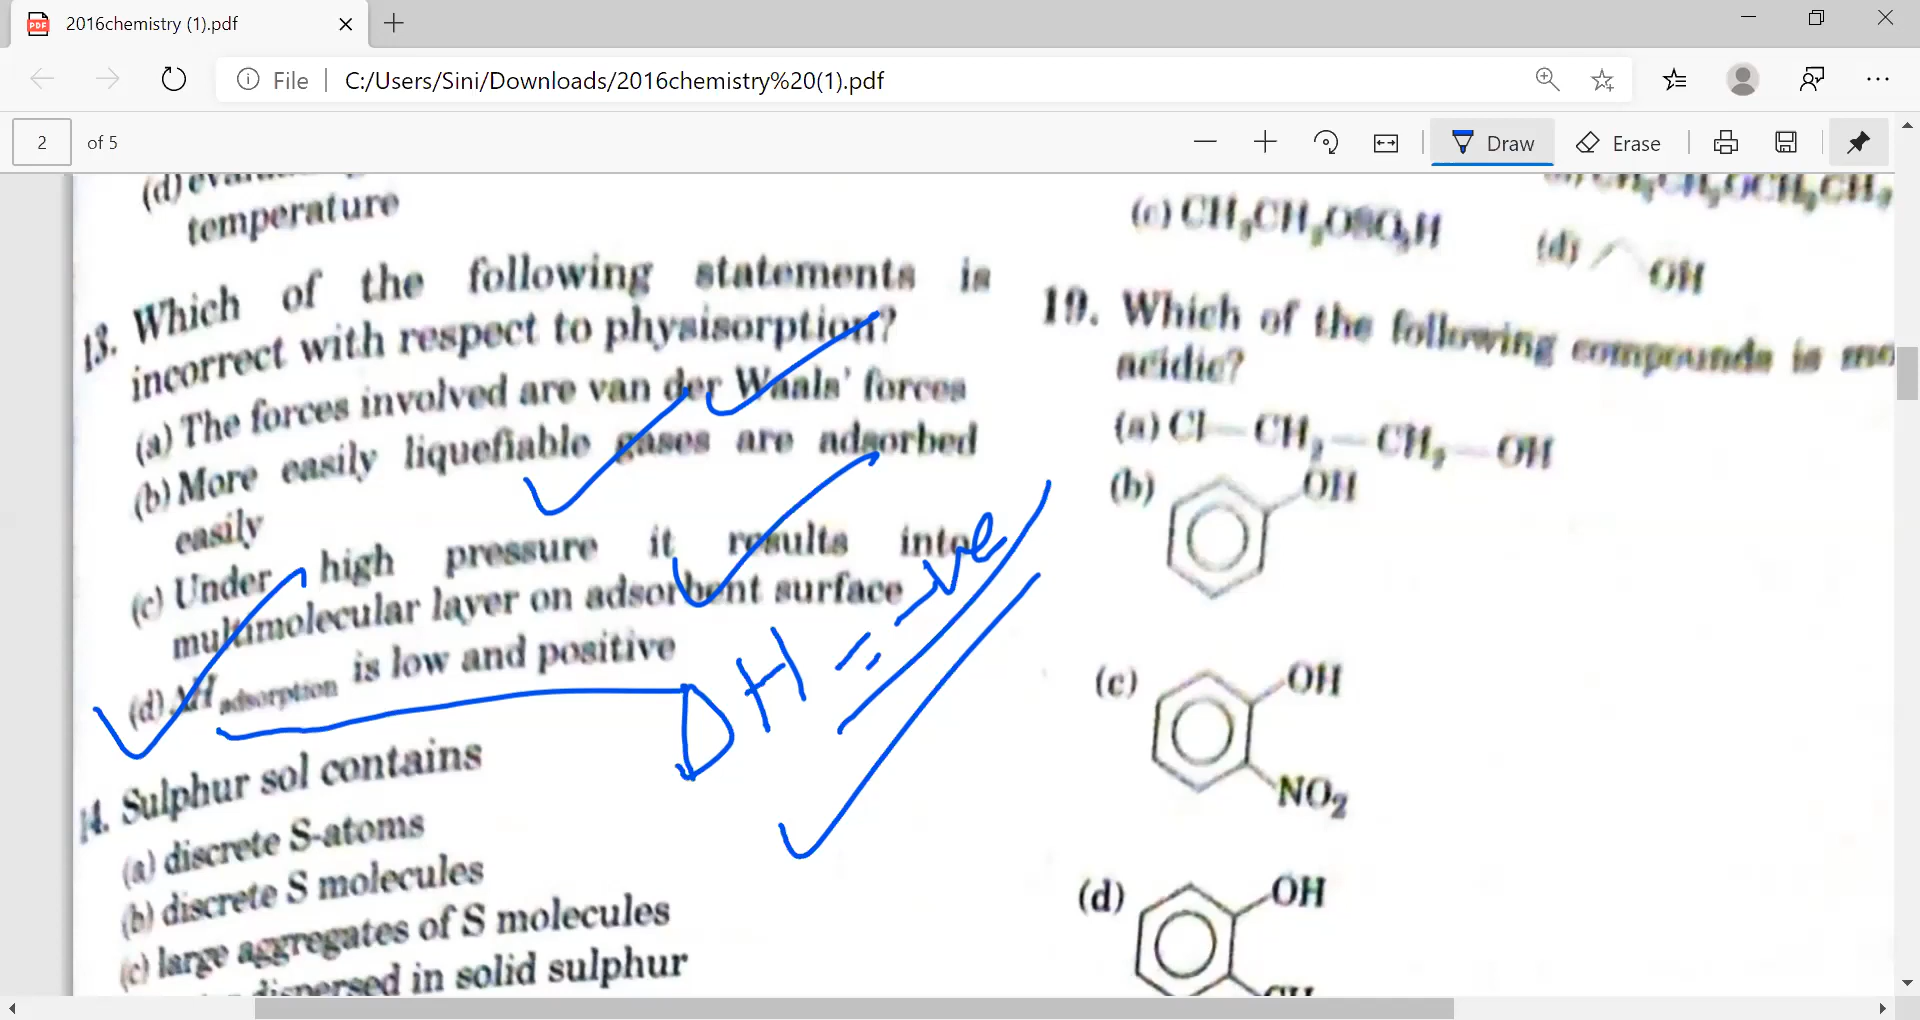 2016chemistry (1).pdf
File | C:/Users/Sini/Downloads/2016chemistry%20(1).pdf
2 of 5
Draw
Erase
temperature
13. Which of the following statements is
incorrect with respect to physisorption?
(a) The forces involved are van der Waals' forces
(b) More easily liquefiable gases are adsorbed
easily
(c) Under high pressure it results into
multimolecular layer on adsorbent surface
(d) ΔH adsorption is low and positive
ΔH = -ve
14. Sulphur sol contains
(a) discrete S-atoms
(b) discrete S molecules
(c) large aggregates of S molecules
dispersed in solid sulphur
(c) CH₃CH₂OSO₃H
(d) OH
19. Which of the following compounds is
acidic?
(a) Cl—CH₂—CH₂—OH
(b) OH
(c) OH
NO₂
(d) OH